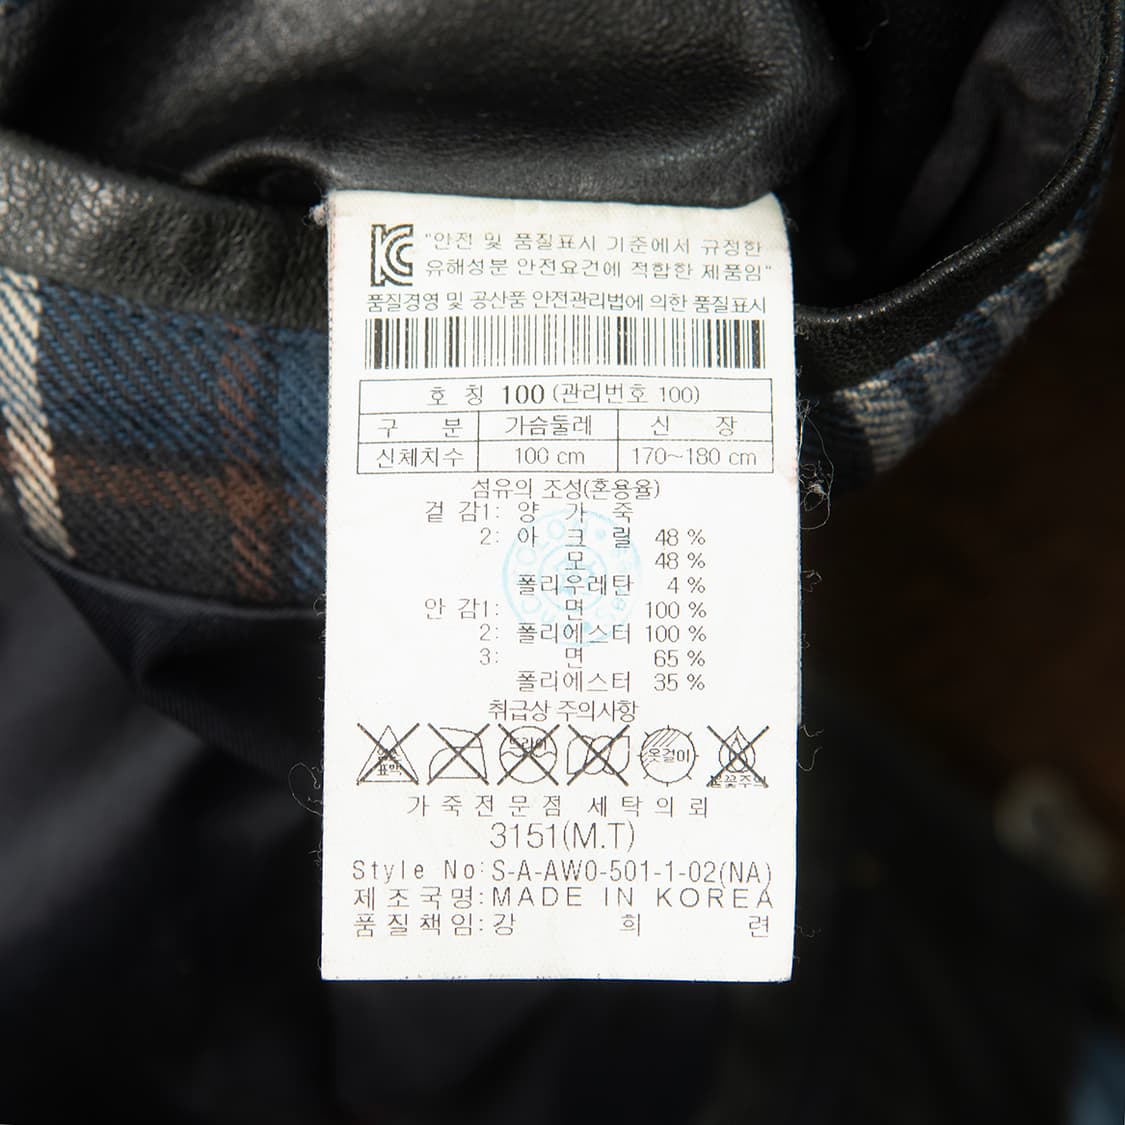 "안전 및 품질표시 기준에서 규정한
유해성분 안전요건에 적합한 제품임"
품질경영 및 공산품 안전관리법에 의한 품질표시
호 칭 100 (관리번호 100)
구 분 가슴둘레 신 장
신체치수 100 cm 170~180 cm
섬유의 조성(혼용율)
겉 감1: 양 가 죽
2: 아 크 릴 48 %
모 48 %
폴리우레탄 4 %
안 감1: 면 100 %
2: 폴리에스터 100 %
3: 면 65 %
폴리에스터 35 %
취급상 주의사항
표백 드라이 옷걸이
가 죽 전 문 점 세 탁 의 뢰
3151(M.T)
Style No: S-A-AW0-501-1-02(NA)
제 조 국 명: MADE IN KOREA
품 질 책 임: 강 희 련